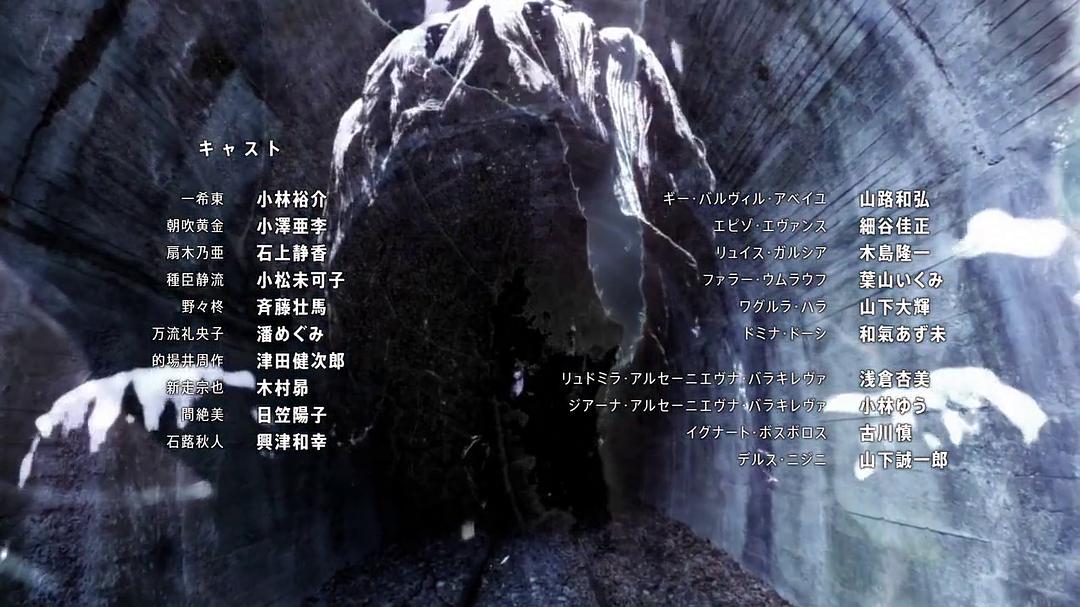 キャスト
一希東 小林裕介
朝吹黄金 小澤亜李
扇木乃亜 石上静香
種臣静流 小松未可子
野々柊 斉藤壮馬
万流礼央子 潘めぐみ
的場井周作 津田健次郎
新走宗也 木村昴
間絶美 日笠陽子
石蕗秋人 興津和幸
ギー・バルヴィル・アベイユ 山路和弘
エピゾ・エヴァンス 細谷佳正
リュイス・ガルシア 木島隆一
ファラー・ウムラウフ 葉山いくみ
ワグルラ・ハラ 山下大輝
ドミナ・ドーシ 和氣あず未
リュドミラ・アルセーニエヴナ・バラキレヴァ 浅倉杏美
ジアーナ・アルセーニエヴナ・バラキレヴァ 小林ゆう
イグナート・ボスポロス 古川慎
デルス・ニジニ 山下誠一郎